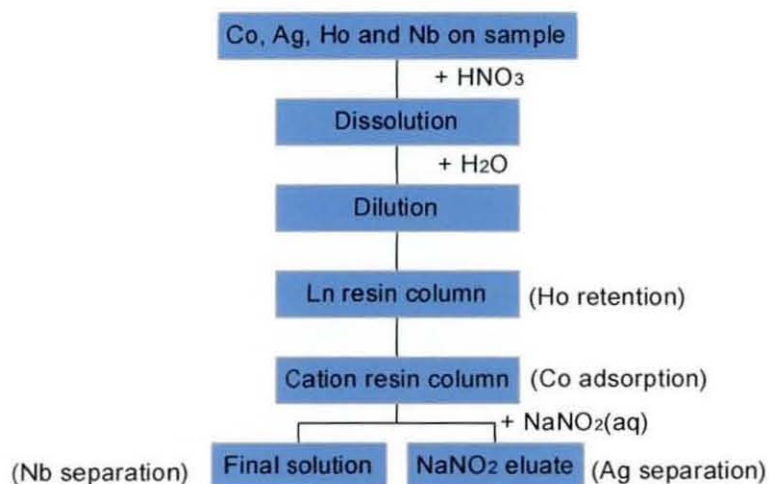 Co, Ag, Ho and Nb on sample
+ HNO3
Dissolution
+ H2O
Dilution
Ln resin column (Ho retention)
Cation resin column (Co adsorption)
+ NaNO2(aq)
(Nb separation) Final solution NaNO2 eluate (Ag separation)